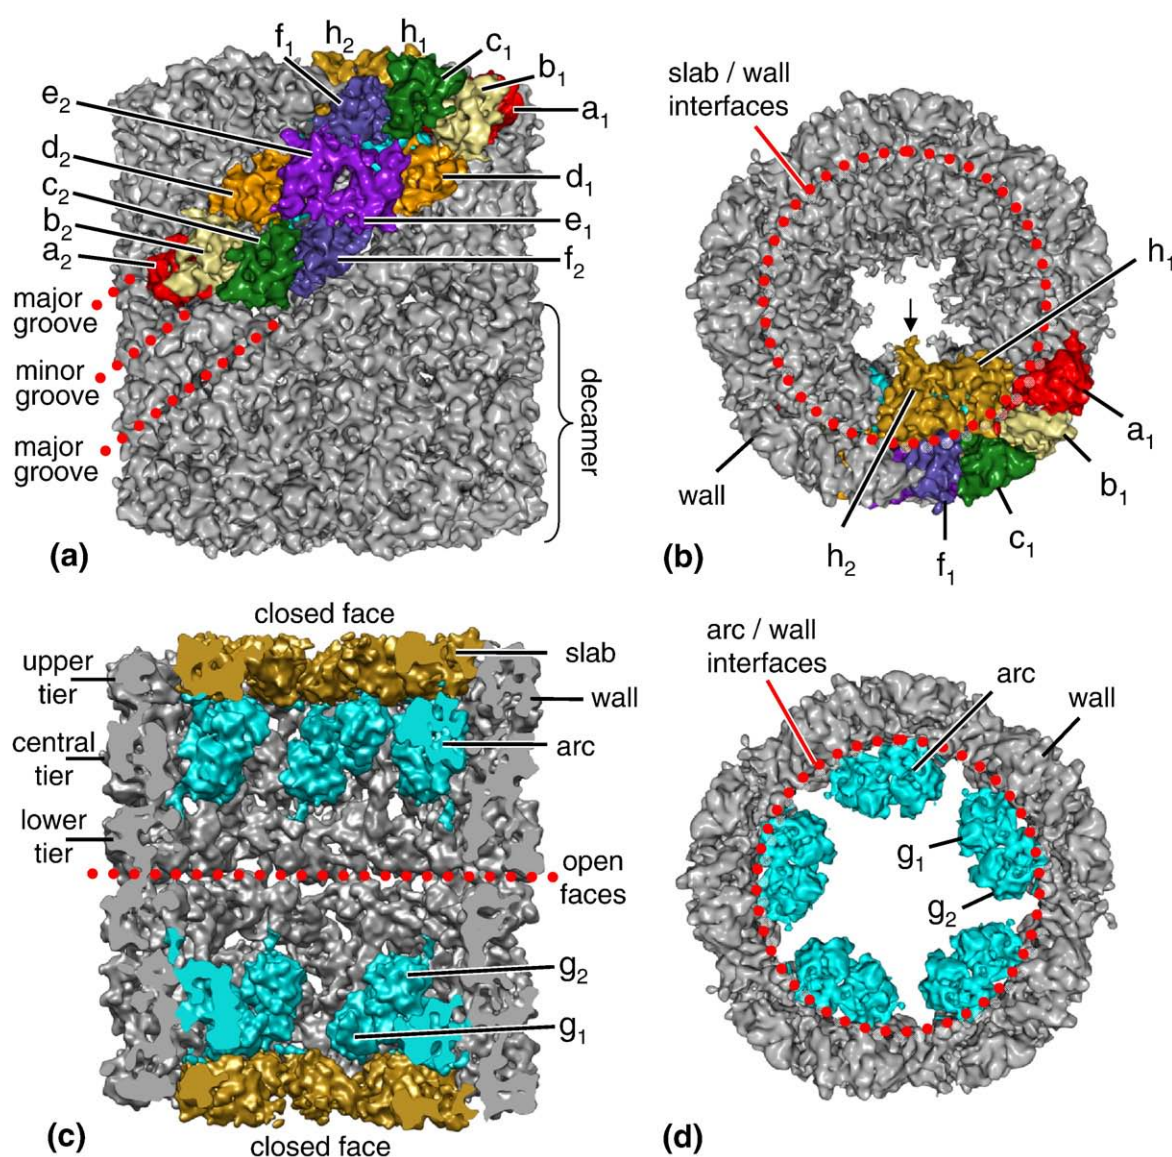 f₁ h₂ h₁ c₁ b₁ a₁
e₂
d₂
c₂
b₂
a₂
d₁
e₁
f₂
major
groove
minor
groove
major
groove
decamer
(a)
slab / wall
interfaces
h₁
a₁
b₁
c₁
f₁
h₂
wall
(b)
closed face
upper
tier
central
tier
lower
tier
slab
wall
arc
open
faces
g₂
g₁
closed face
(c)
arc / wall
interfaces
arc
wall
g₁
g₂
(d)